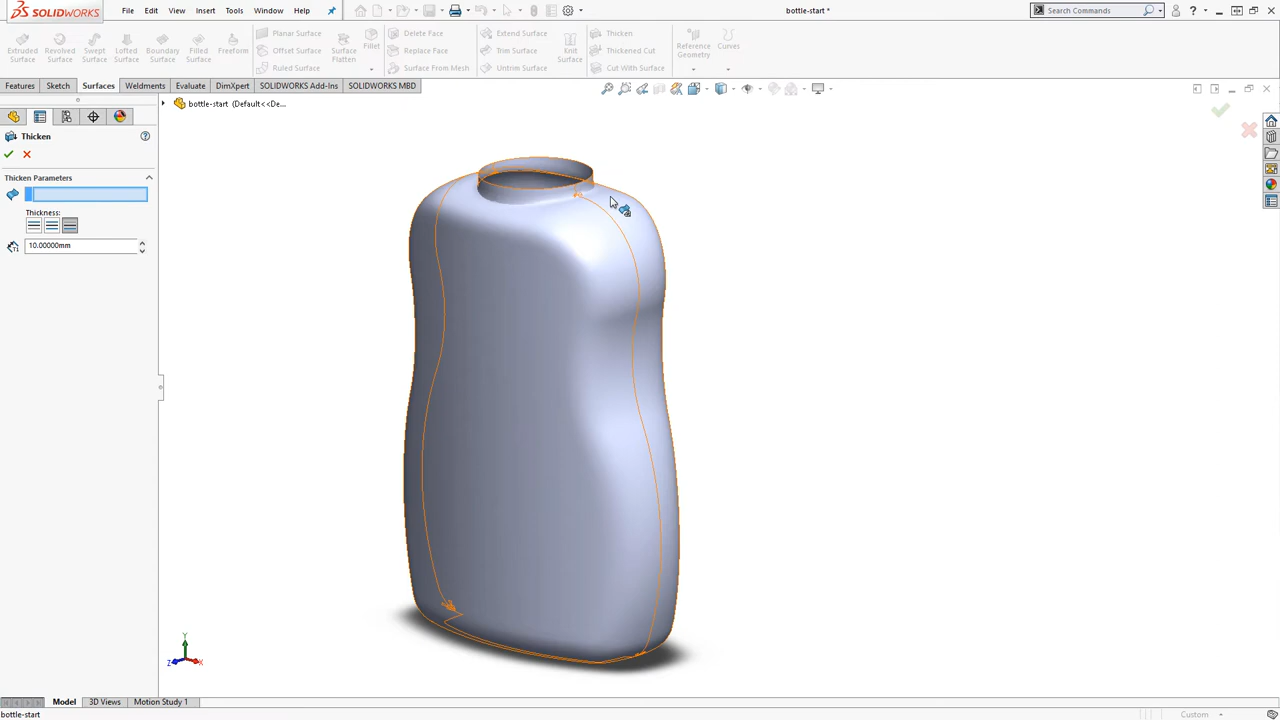 SOLIDWORKS File Edit View Insert Tools Window Help bottle-start * Search Commands
Extruded Surface
Revolved Surface
Swept Surface
Lofted Surface
Boundary Surface
Filled Surface
Freeform
Planar Surface
Offset Surface
Ruled Surface
Surface Flatten
Fillet
Delete Face
Replace Face
Surface From Mesh
Extend Surface
Trim Surface
Untrim Surface
Knit Surface
Thicken
Thickened Cut
Cut With Surface
Reference Geometry
Curves
Features Sketch Surfaces Weldments Evaluate DimXpert SOLIDWORKS Add-Ins SOLIDWORKS MBD
bottle-start (Default<<De...
Thicken
Thicken Parameters
Thickness:
10.00000mm
Y
Z X
Model 3D Views Motion Study 1
bottle-start Custom